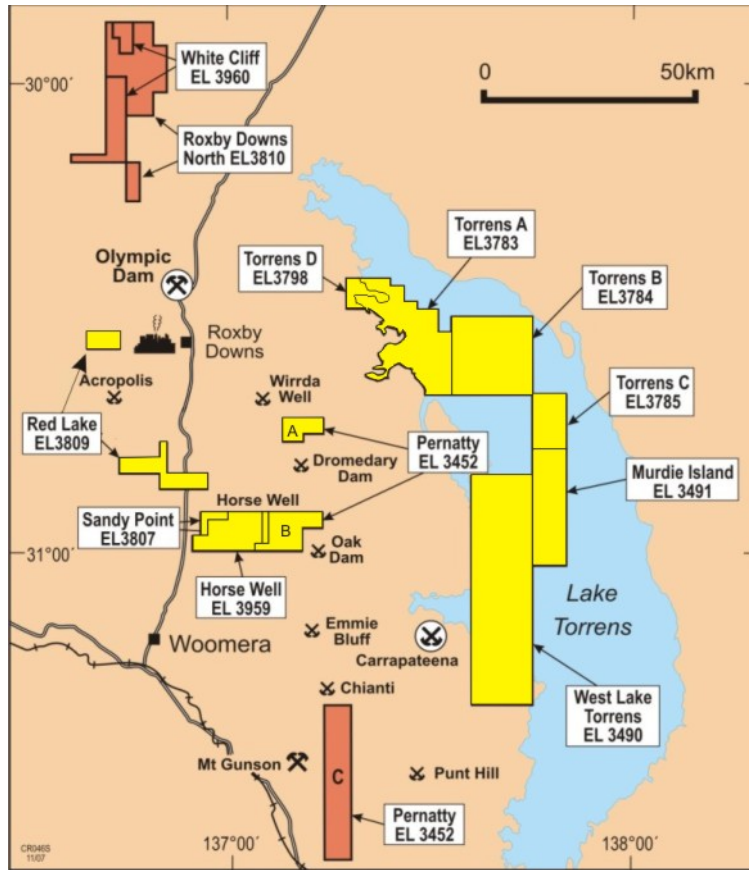 White Cliff
EL 3960
0
50km
30°00´
30°00´
Roxby Downs
North EL3810
Torrens A
EL3783
Torrens D
EL3798
Olympic
Dam
Torrens B
EL3784
Roxby
Downs
Acropolis
Wirrda
Well
Torrens C
EL3785
Red Lake
EL3809
A
Pernatty
EL 3452
Dromedary
Dam
Murdie Island
EL 3491
Horse Well
Sandy Point
EL3807
B
Oak
Dam
31°00´
31°00´
Horse Well
EL 3959
Lake
Torrens
Emmie
Bluff
Woomera
Carrapateena
Chianti
West Lake
Torrens
EL 3490
Mt Gunson
C
Punt Hill
Pernatty
EL 3452
CR046S
11/07
137°00´
138°00´